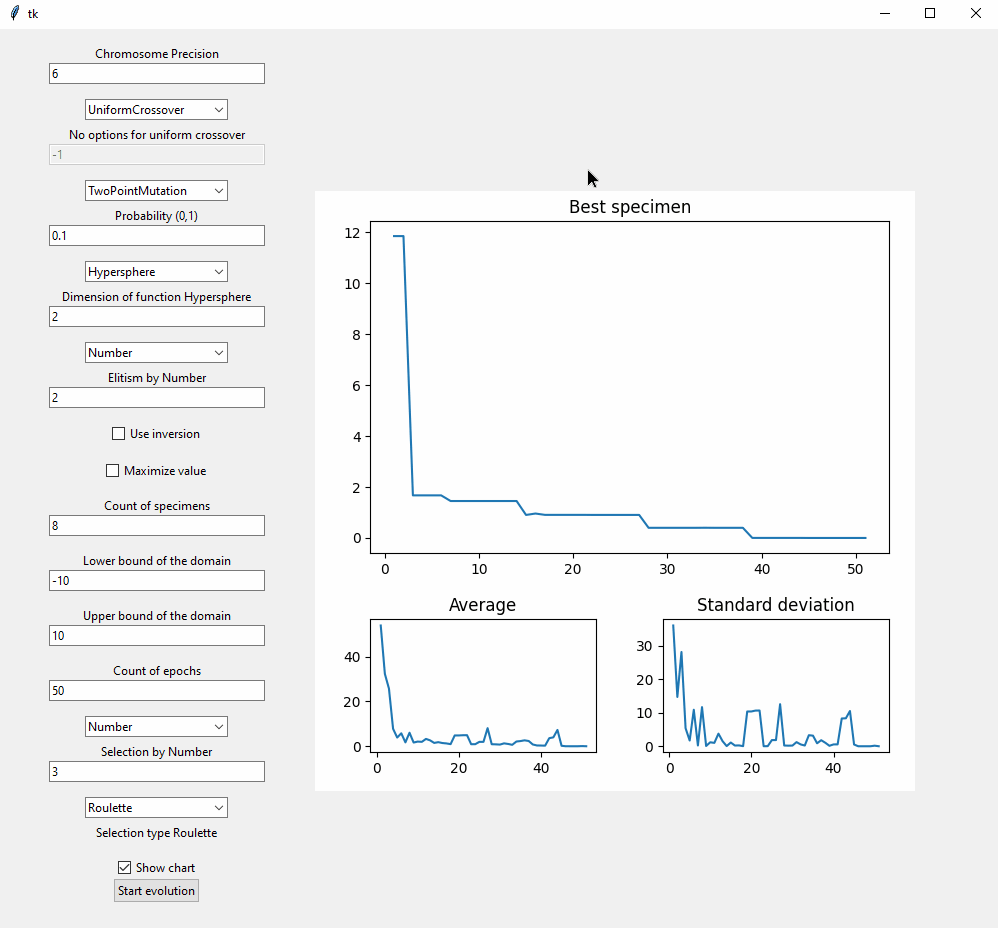 tk
Chromosome Precision
6
UniformCrossover
No options for uniform crossover
-1
TwoPointMutation
Probability (0,1)
0.1
Hypersphere
Dimension of function Hypersphere
2
Number
Elitism by Number
2
Use inversion
Maximize value
Count of specimens
8
Lower bound of the domain
-10
Upper bound of the domain
10
Count of epochs
50
Number
Selection by Number
3
Roulette
Selection type Roulette
Show chart
Start evolution
Best specimen
12
10
8
6
4
2
0
0 10 20 30 40 50
Average
40
20
0
0 20 40
Standard deviation
30
20
10
0
0 20 40